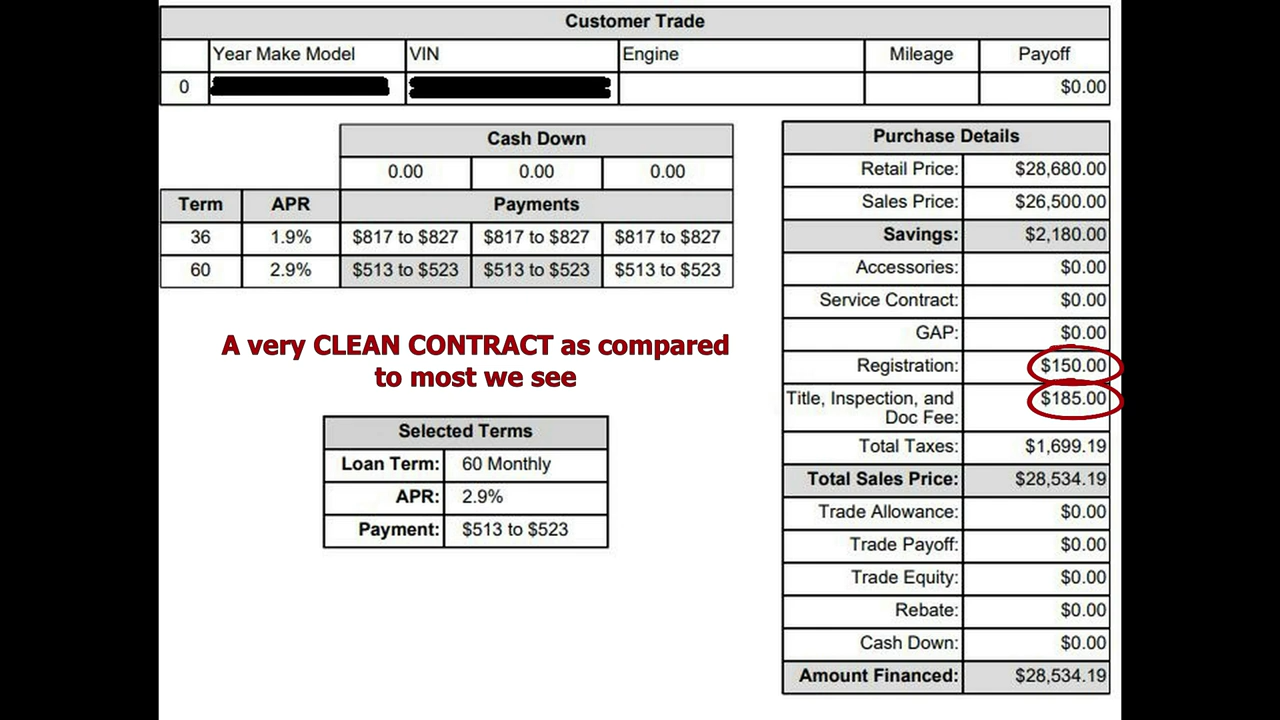 Customer Trade
Year Make Model VIN Engine Mileage Payoff
0 $0.00
Cash Down
0.00 0.00 0.00
Term APR Payments
36 1.9% $817 to $827 $817 to $827 $817 to $827
60 2.9% $513 to $523 $513 to $523 $513 to $523
A very CLEAN CONTRACT as compared
to most we see
Selected Terms
Loan Term: 60 Monthly
APR: 2.9%
Payment: $513 to $523
Purchase Details
Retail Price: $28,680.00
Sales Price: $26,500.00
Savings: $2,180.00
Accessories: $0.00
Service Contract: $0.00
GAP: $0.00
Registration: $150.00
Title, Inspection, and $185.00
Doc Fee:
Total Taxes: $1,699.19
Total Sales Price: $28,534.19
Trade Allowance: $0.00
Trade Payoff: $0.00
Trade Equity: $0.00
Rebate: $0.00
Cash Down: $0.00
Amount Financed: $28,534.19